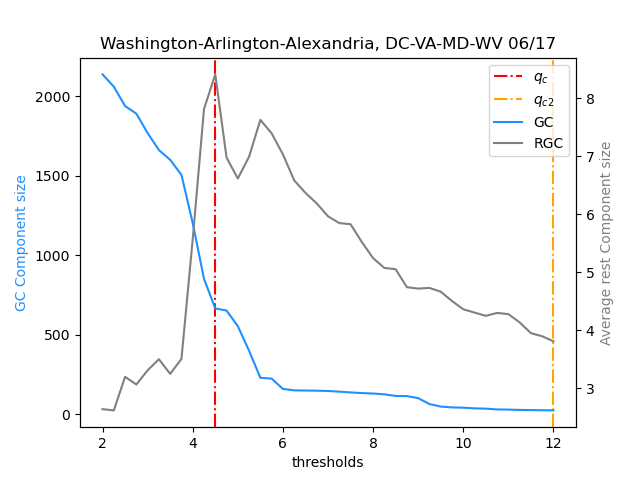 Washington-Arlington-Alexandria, DC-VA-MD-WV 06/17
q_c
q_c2
GC
RGC
2000
1500
1000
500
0
8
7
6
5
4
3
2
4
6
8
10
12
GC Component size
Average rest Component size
thresholds